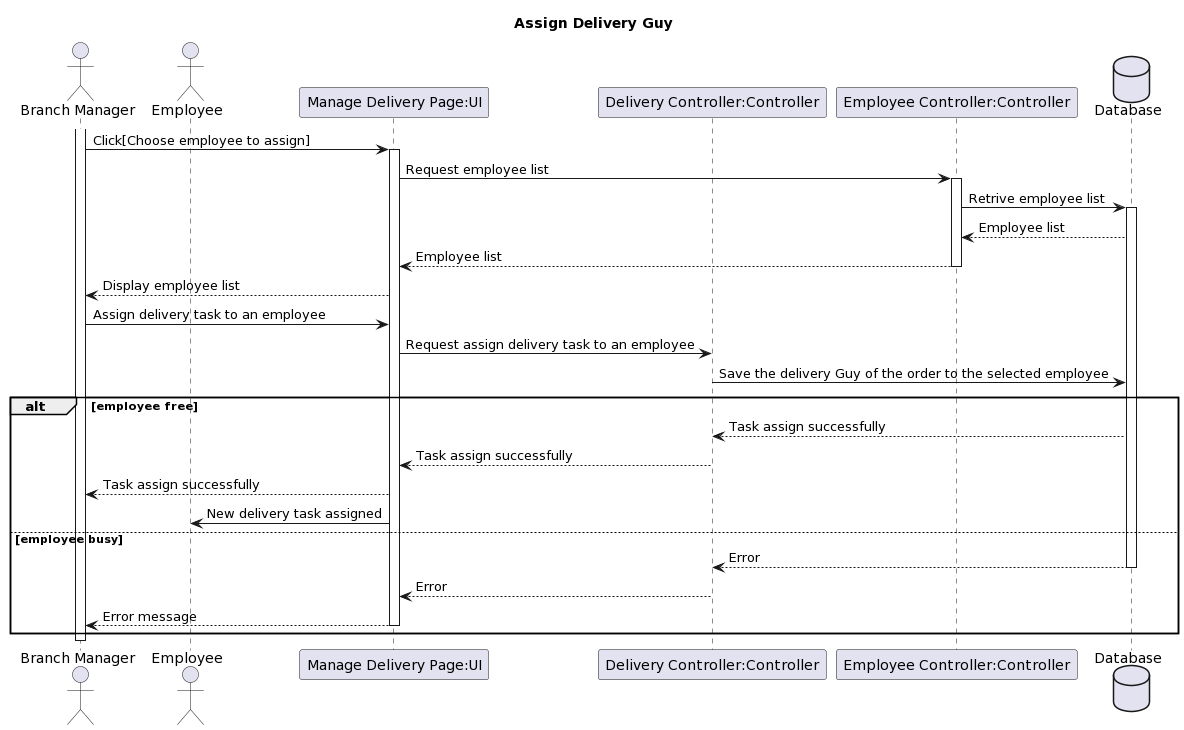 Assign Delivery Guy
Branch Manager
Employee
Manage Delivery Page:UI
Delivery Controller:Controller
Employee Controller:Controller
Database
Click[Choose employee to assign]
Request employee list
Retrive employee list
Employee list
Employee list
Display employee list
Assign delivery task to an employee
Request assign delivery task to an employee
Save the delivery Guy of the order to the selected employee
alt
[employee free]
Task assign successfully
Task assign successfully
Task assign successfully
New delivery task assigned
[employee busy]
Error
Error
Error message
Branch Manager
Employee
Manage Delivery Page:UI
Delivery Controller:Controller
Employee Controller:Controller
Database